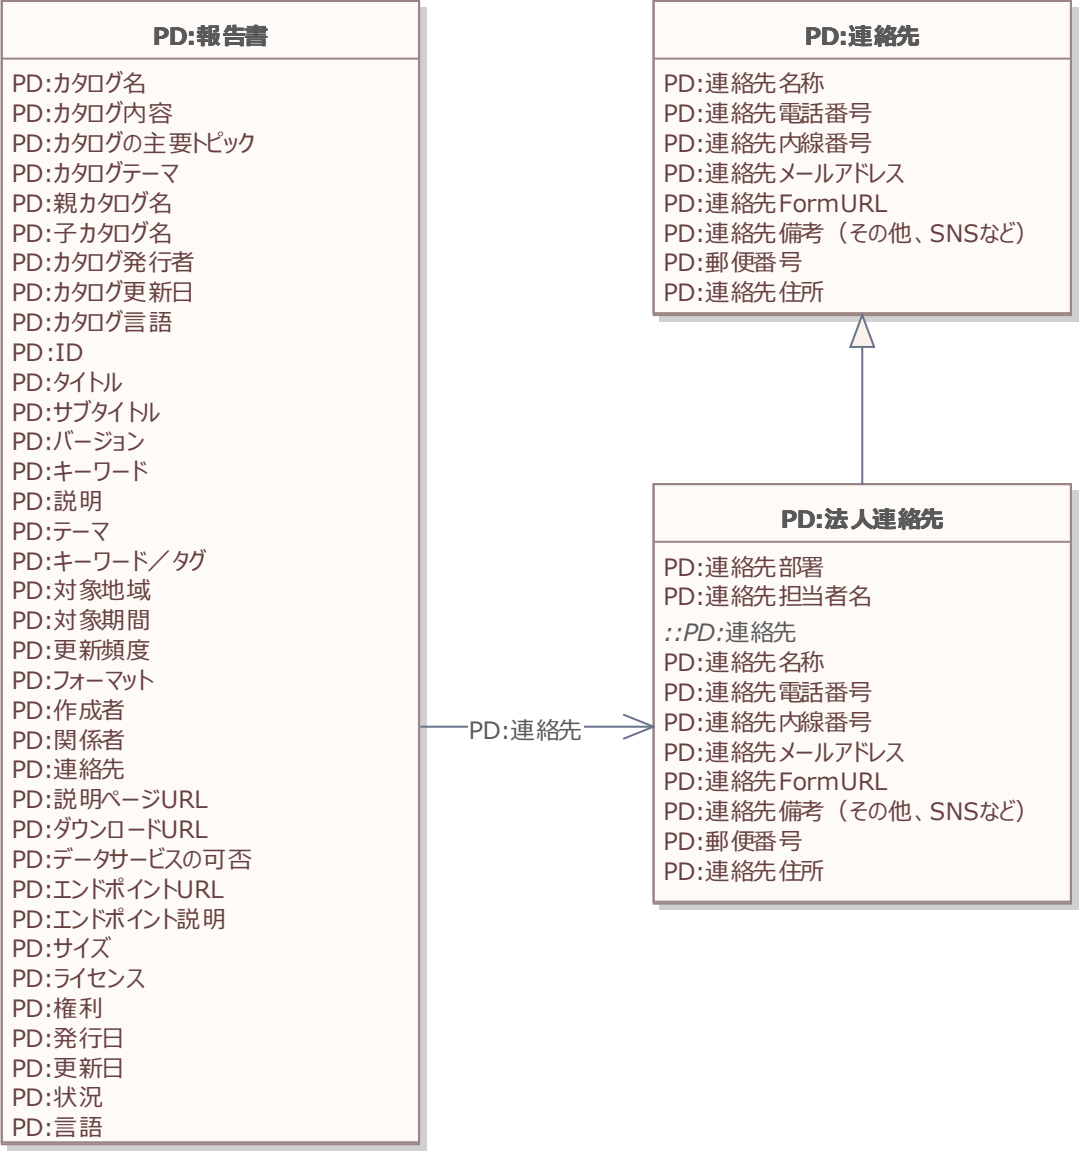 PD:報告書
PD:カタログ名
PD:カタログ内容
PD:カタログの主要トピック
PD:カタログテーマ
PD:親カタログ名
PD:子カタログ名
PD:カタログ発行者
PD:カタログ更新日
PD:カタログ言語
PD:ID
PD:タイトル
PD:サブタイトル
PD:バージョン
PD:キーワード
PD:説明
PD:テーマ
PD:キーワード／タグ
PD:対象地域
PD:対象期間
PD:更新頻度
PD:フォーマット
PD:作成者
PD:関係者
PD:連絡先
PD:説明ページURL
PD:ダウンロードURL
PD:データサービスの可否
PD:エンドポイントURL
PD:エンドポイント説明
PD:サイズ
PD:ライセンス
PD:権利
PD:発行日
PD:更新日
PD:状況
PD:言語
PD:連絡先
PD:連絡先
PD:連絡先名称
PD:連絡先電話番号
PD:連絡先内線番号
PD:連絡先メールアドレス
PD:連絡先FormURL
PD:連絡先備考（その他、SNSなど）
PD:郵便番号
PD:連絡先住所
PD:法人連絡先
PD:連絡先部署
PD:連絡先担当者名
::PD:連絡先
PD:連絡先名称
PD:連絡先電話番号
PD:連絡先内線番号
PD:連絡先メールアドレス
PD:連絡先FormURL
PD:連絡先備考（その他、SNSなど）
PD:郵便番号
PD:連絡先住所